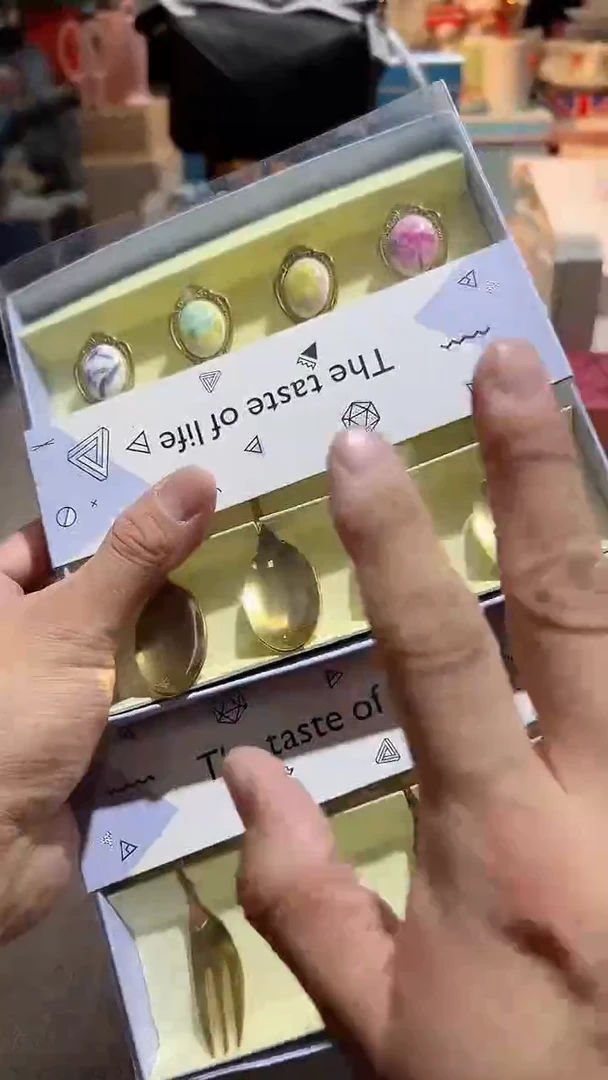 The taste of life
The taste of